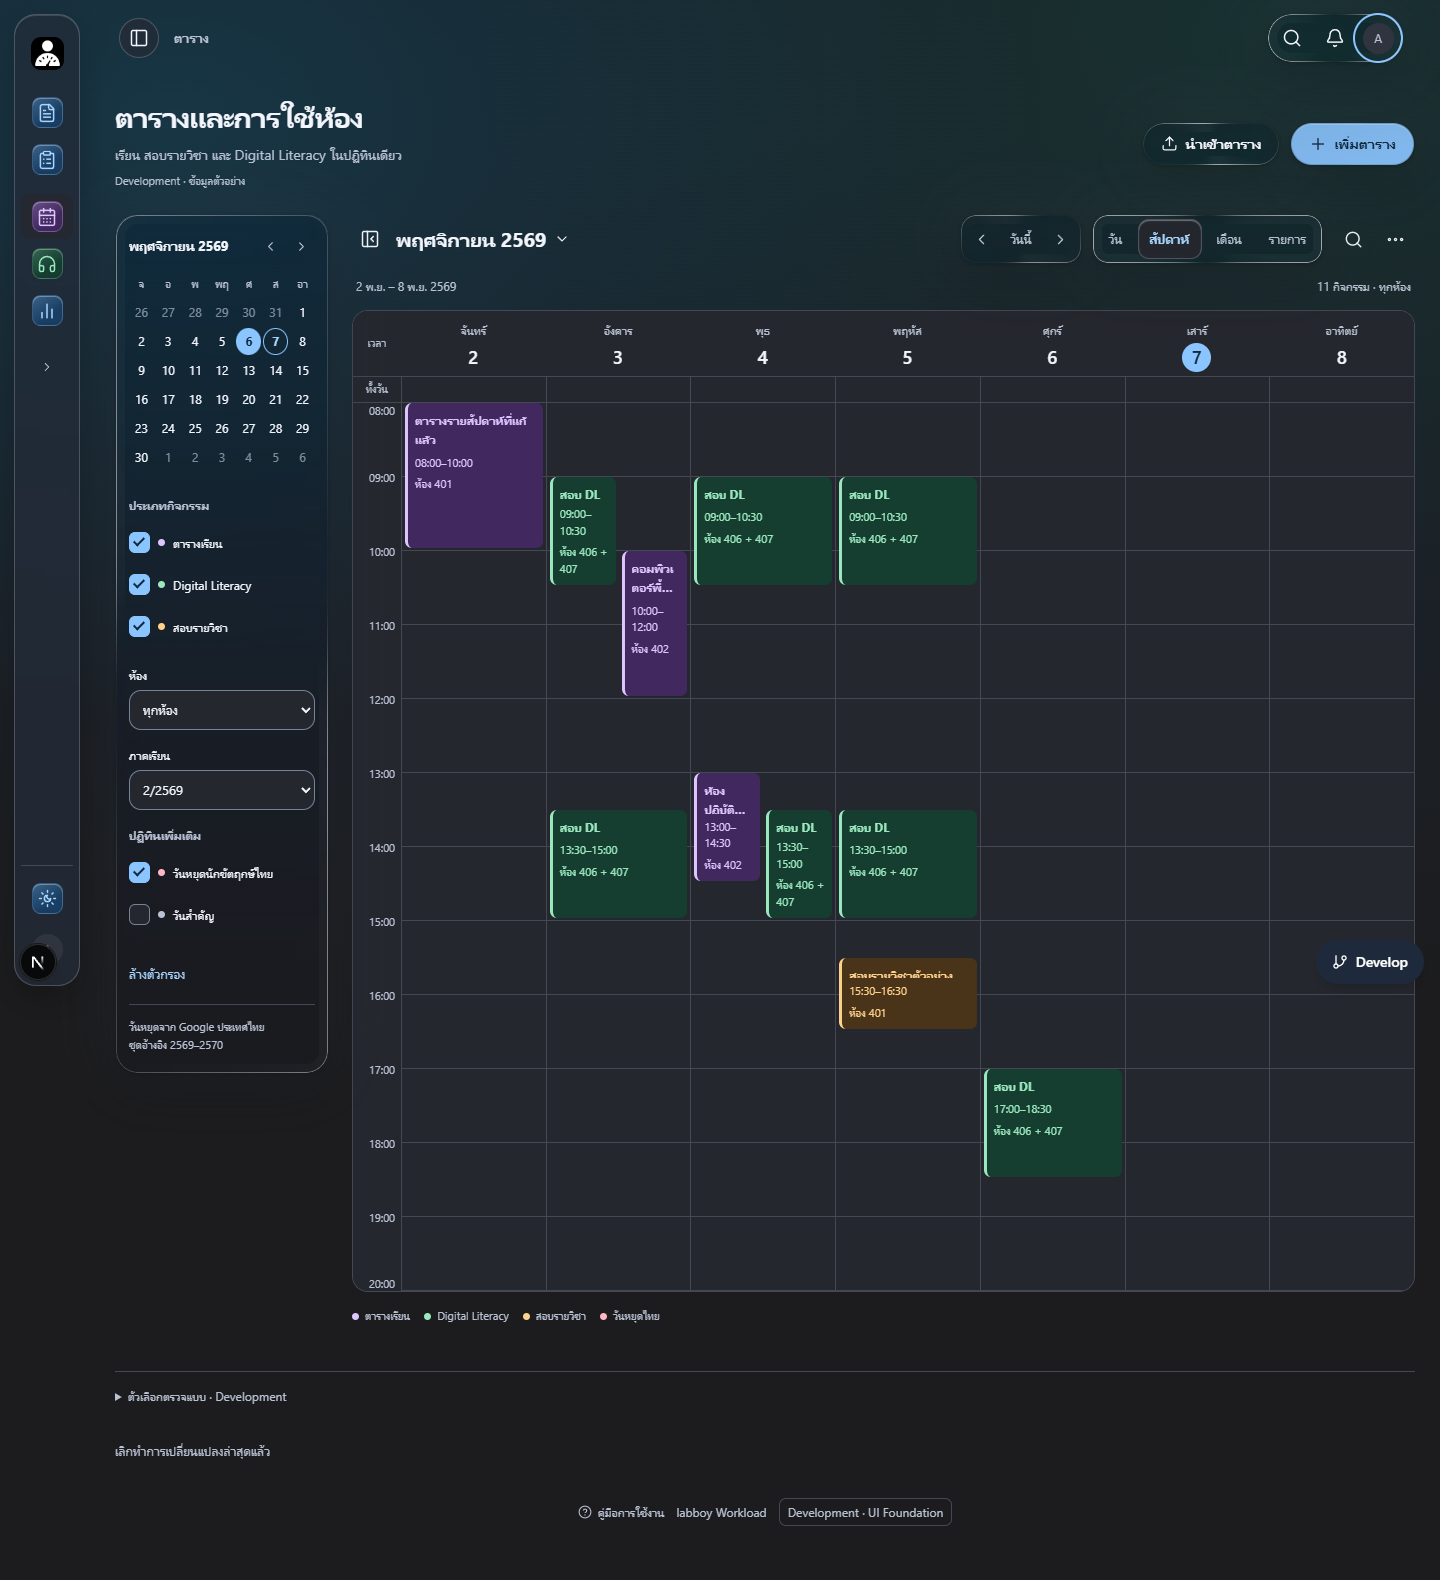 ตาราง
A
ตารางและการใช้ห้อง
เรียน สอบรายวิชา และ Digital Literacy ในปฏิทินเดียว
Development · ข้อมูลตัวอย่าง
นำเข้าตาราง
เพิ่มตาราง
พฤศจิกายน 2569
จ อ พ พฤ ศ ส อา
26 27 28 29 30 31 1
2 3 4 5 6 7 8
9 10 11 12 13 14 15
16 17 18 19 20 21 22
23 24 25 26 27 28 29
30 1 2 3 4 5 6
ประเภทกิจกรรม
ตารางเรียน
Digital Literacy
สอบรายวิชา
ห้อง
ทุกห้อง
ภาคเรียน
2/2569
ปฏิทินเพิ่มเติม
วันหยุดนักขัตฤกษ์ไทย
วันสำคัญ
ล้างตัวกรอง
วันหยุดจาก Google ประเทศไทย
ชุดอ้างอิง 2569–2570
N
พฤศจิกายน 2569
วันนี้
วัน สัปดาห์ เดือน รายการ
2 พ.ย. – 8 พ.ย. 2569
11 กิจกรรม · ทุกห้อง
เวลา
จันทร์ อังคาร พุธ พฤหัส ศุกร์ เสาร์ อาทิตย์
2 3 4 5 6 7 8
ทั้งวัน
08:00
09:00
10:00
11:00
12:00
13:00
14:00
15:00
16:00
17:00
18:00
19:00
20:00
ตารางรายสัปดาห์ที่แก้
แล้ว
08:00–10:00
ห้อง 401
สอบ DL
09:00–
10:30
ห้อง 406 +
407
คอมพิวเ
ตอร์พื้...
10:00–
12:00
ห้อง 402
สอบ DL
13:30–15:00
ห้อง 406 + 407
สอบ DL
09:00–10:30
ห้อง 406 + 407
ห้อง
ปฏิบัติ...
13:00–
14:30
ห้อง 402
สอบ DL
13:30–
15:00
ห้อง 406 +
407
สอบ DL
09:00–10:30
ห้อง 406 + 407
สอบ DL
13:30–15:00
ห้อง 406 + 407
สอบรายวิชาตัวอย่าง
15:30–16:30
ห้อง 401
สอบ DL
17:00–18:30
ห้อง 406 + 407
Develop
ตารางเรียน Digital Literacy สอบรายวิชา วันหยุดไทย
ตัวเลือกตรวจแบบ · Development
เลิกทำการเปลี่ยนแปลงล่าสุดแล้ว
คู่มือการใช้งาน labboy Workload Development · UI Foundation